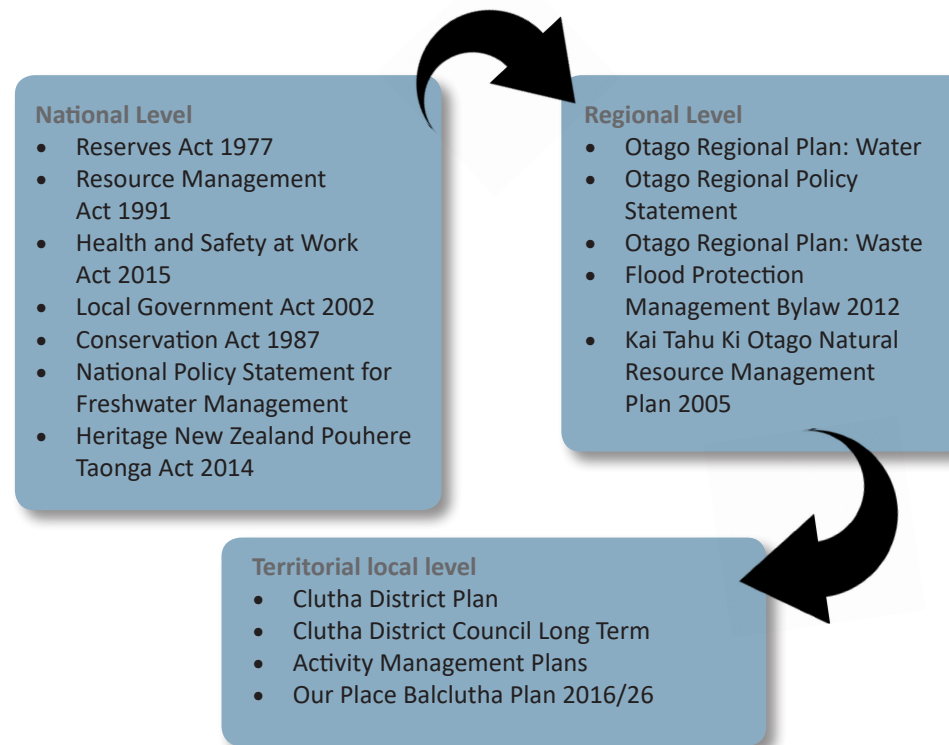 National Level
• Reserves Act 1977
• Resource Management
Act 1991
• Health and Safety at Work
Act 2015
• Local Government Act 2002
• Conservation Act 1987
• National Policy Statement for
Freshwater Management
• Heritage New Zealand Pouhere
Taonga Act 2014
Regional Level
• Otago Regional Plan: Water
• Otago Regional Policy
Statement
• Otago Regional Plan: Waste
• Flood Protection
Management Bylaw 2012
• Kai Tahu Ki Otago Natural
Resource Management
Plan 2005
Territorial local level
• Clutha District Plan
• Clutha District Council Long Term
• Activity Management Plans
• Our Place Balclutha Plan 2016/26